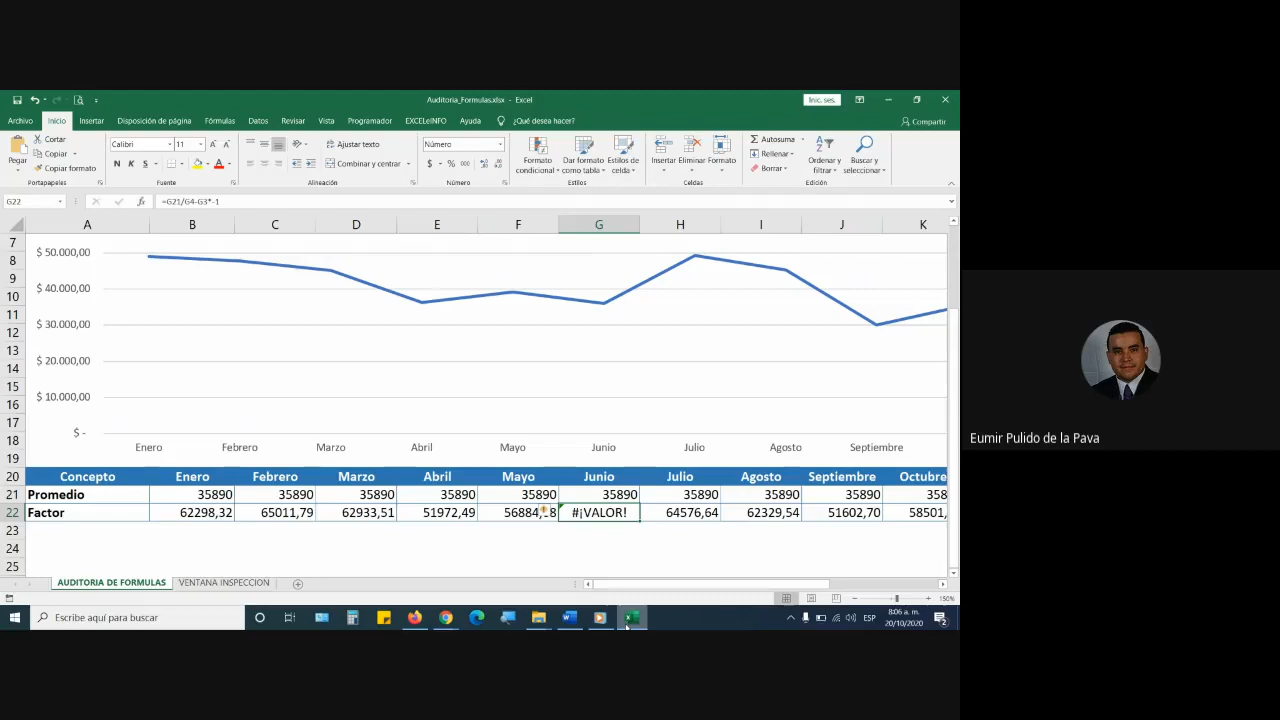 Auditoria_Formulas.xlsx - Excel
Inic. ses.
Archivo Inicio Insertar Disposición de página Fórmulas Datos Revisar Vista Programador EXCELeINFO Ayuda ¿Qué desea hacer? Compartir
Pegar
Cortar
Copiar
Copiar formato
Portapapeles
Calibri 11
N K S
Fuente
Ajustar texto
Combinar y centrar
Alineación
Número
$ % 000
Número
Formato condicional
Dar formato como tabla
Estilos de celda
Estilos
Insertar Eliminar Formato
Celdas
Autosuma
Rellenar
Borrar
Ordenar y filtrar
Buscar y seleccionar
Edición
G22 fx =G21/G4-G3*-1
A B C D E F G H I J K
7
8 $ 50.000,00
9
10 $ 40.000,00
11
12 $ 30.000,00
13
14 $ 20.000,00
15
16 $ 10.000,00
17
18 $ -
19 Enero Febrero Marzo Abril Mayo Junio Julio Agosto Septiembre
20 Concepto Enero Febrero Marzo Abril Mayo Junio Julio Agosto Septiembre Octubre
21 Promedio 35890 35890 35890 35890 35890 35890 35890 35890 35890 358
22 Factor 62298,32 65011,79 62933,51 51972,49 56884, 8 #¡VALOR! 64576,64 62329,54 51602,70 58501,
23
24
25
AUDITORIA DE FORMULAS VENTANA INSPECCION
150%
Escribe aquí para buscar
ESP
8:06 a. m.
20/10/2020
2
Eumir Pulido de la Pava